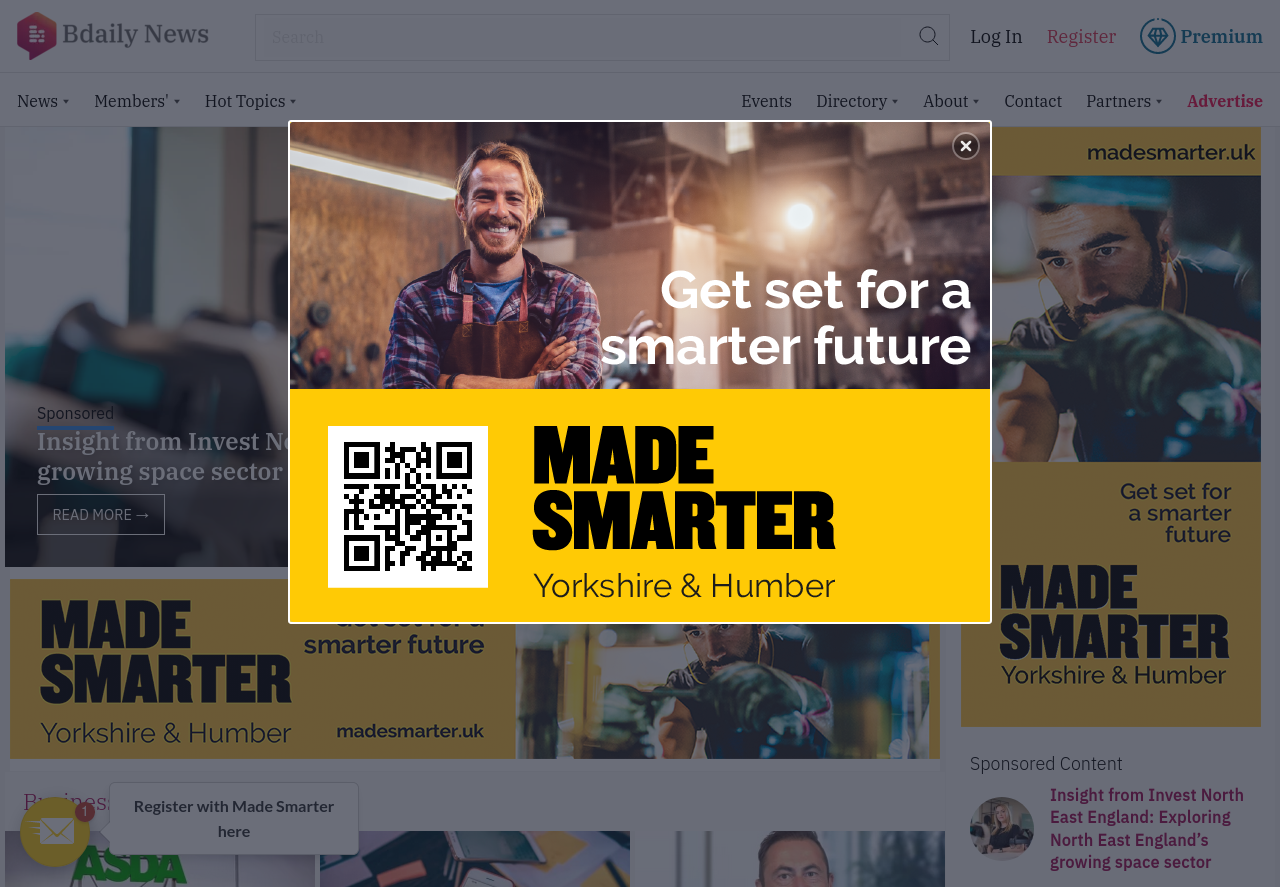 Bdaily News
Search
Log In
Register
Premium
News
Members'
Hot Topics
Events
Directory
About
Contact
Partners
Advertise
madesmarter.uk
Get set for a
smarter future
Sponsored
Insight from Invest
growing space sector
READ MORE →
MADE
SMARTER
Yorkshire & Humber
Get set for
a smarter
future
MADE
SMARTER
Yorkshire & Humber
MADE
SMARTER
Yorkshire & Humber
smarter future
madesmarter.uk
Sponsored Content
Insight from Invest North
East England: Exploring
North East England’s
growing space sector
1
Register with Made Smarter
here
ASDA